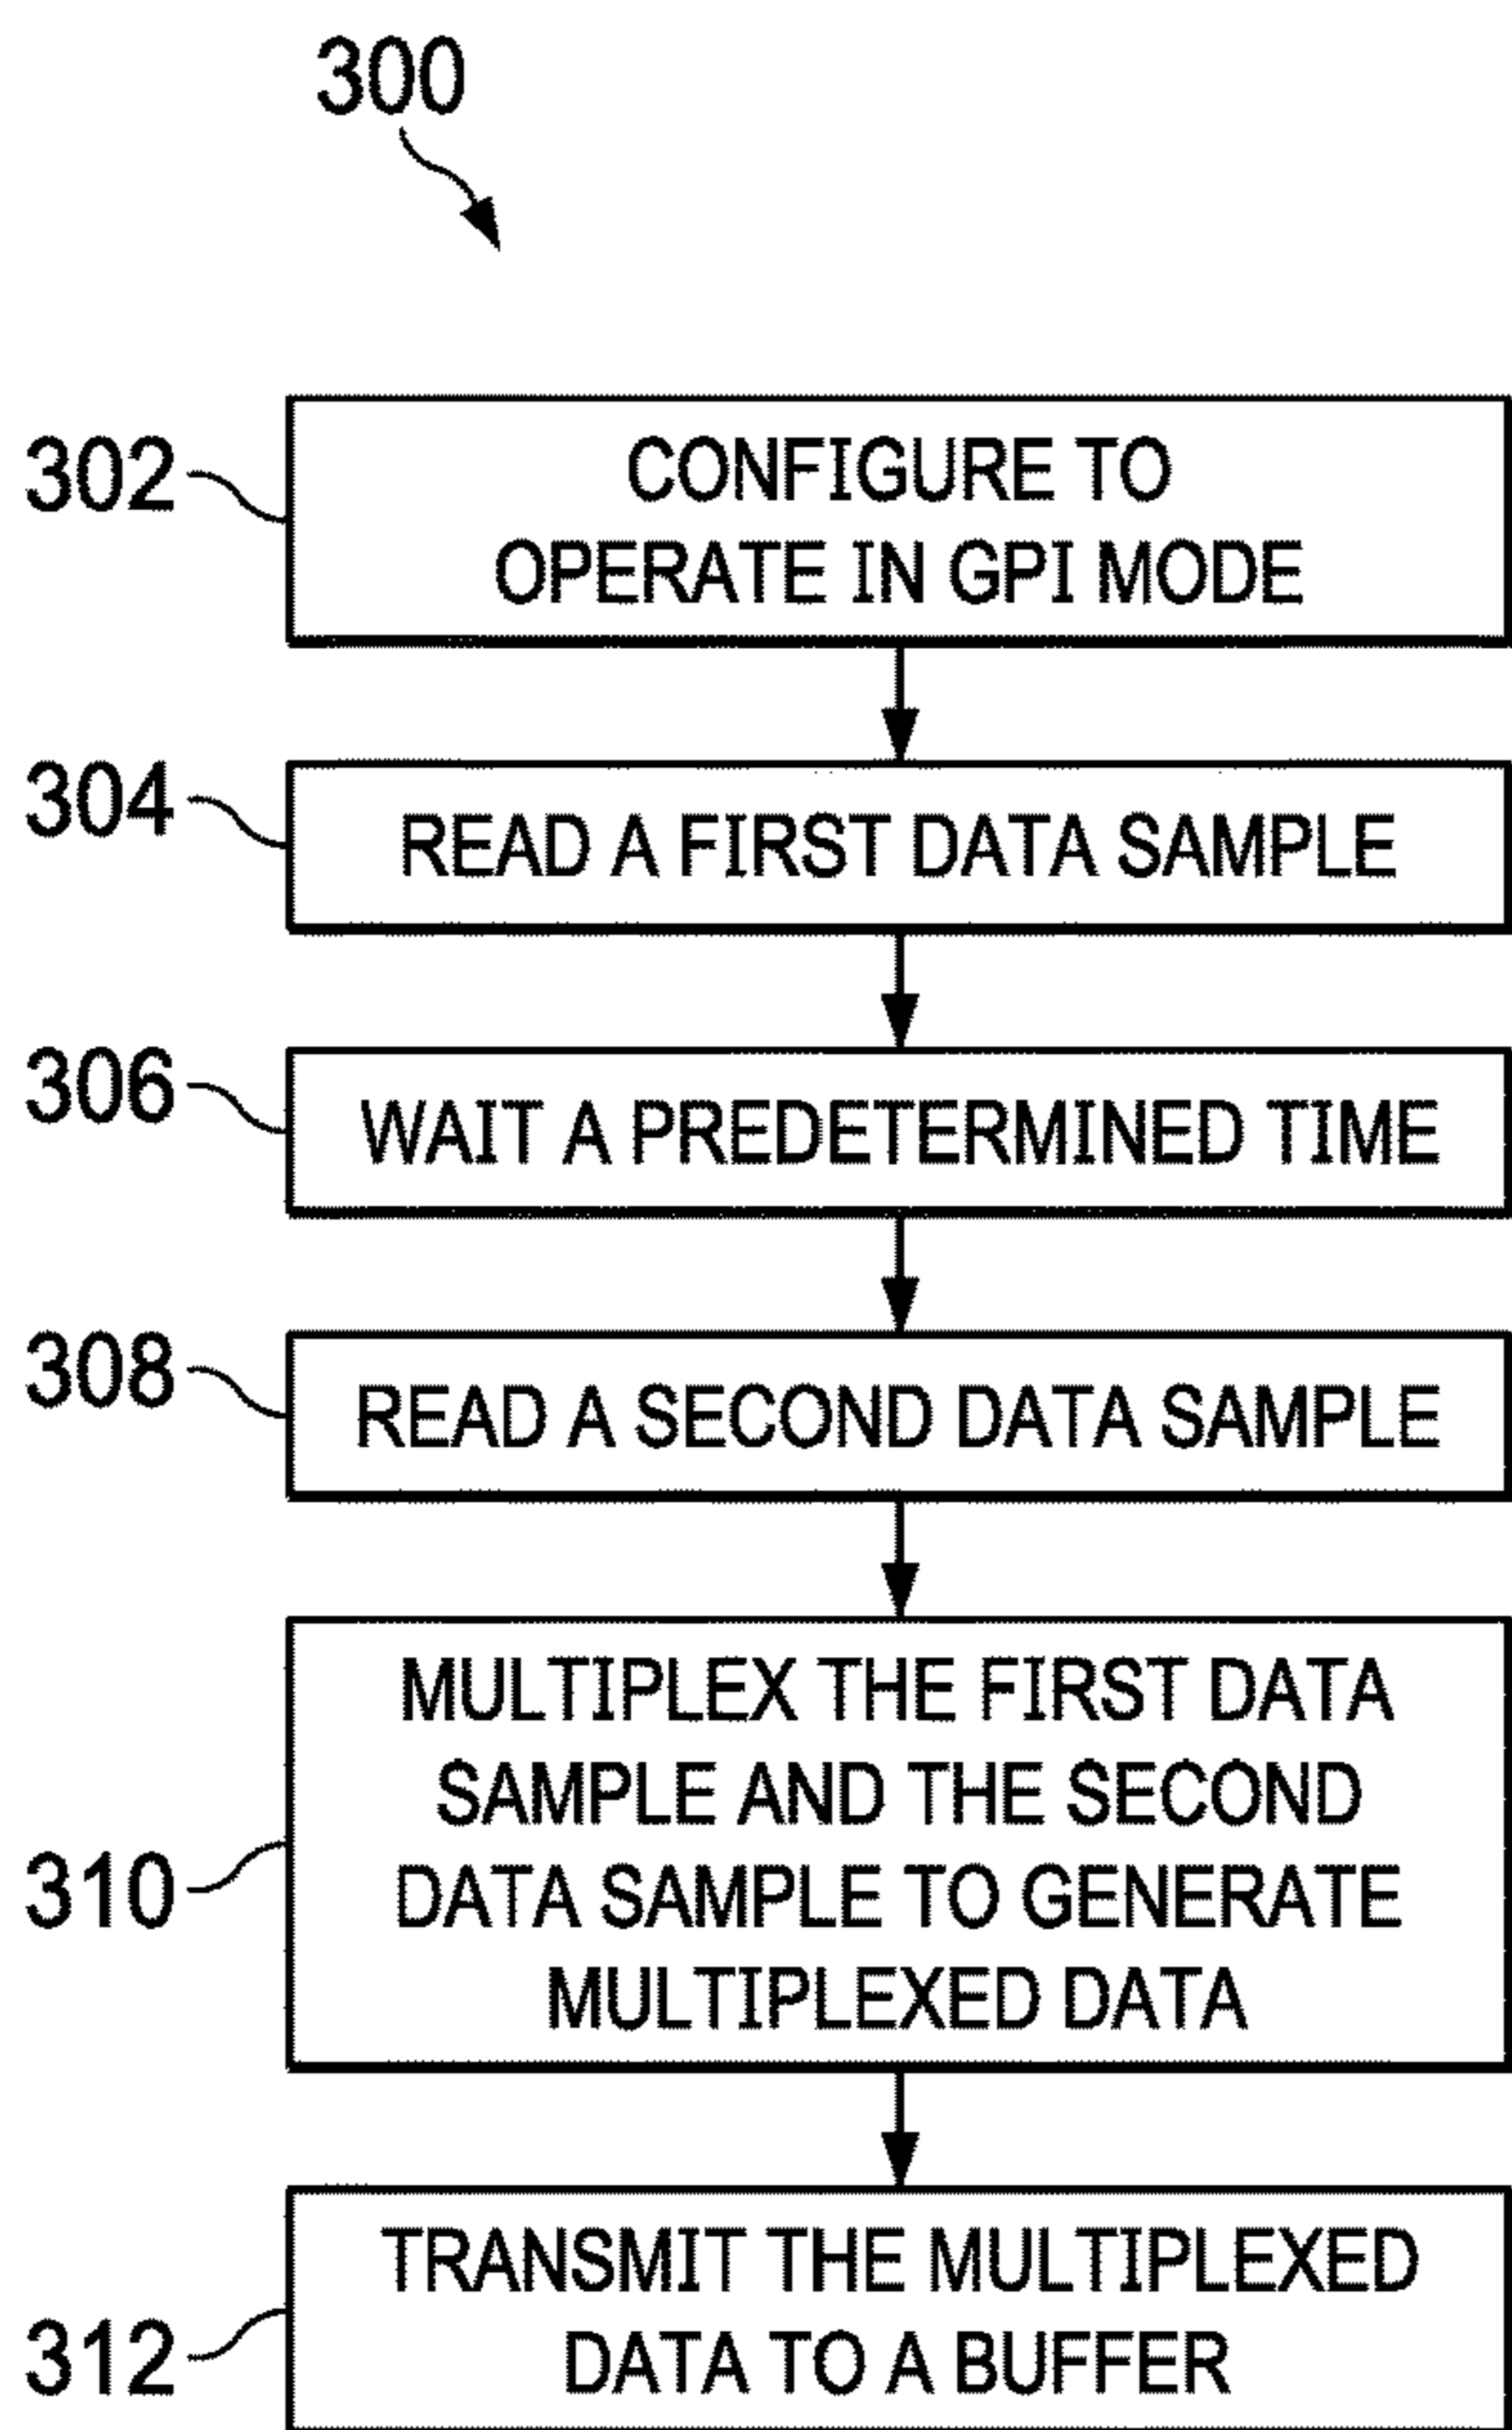 300
302
CONFIGURE TO
OPERATE IN GPI MODE
304
READ A FIRST DATA SAMPLE
306
WAIT A PREDETERMINED TIME
308
READ A SECOND DATA SAMPLE
310
MULTIPLEX THE FIRST DATA
SAMPLE AND THE SECOND
DATA SAMPLE TO GENERATE
MULTIPLEXED DATA
312
TRANSMIT THE MULTIPLEXED
DATA TO A BUFFER